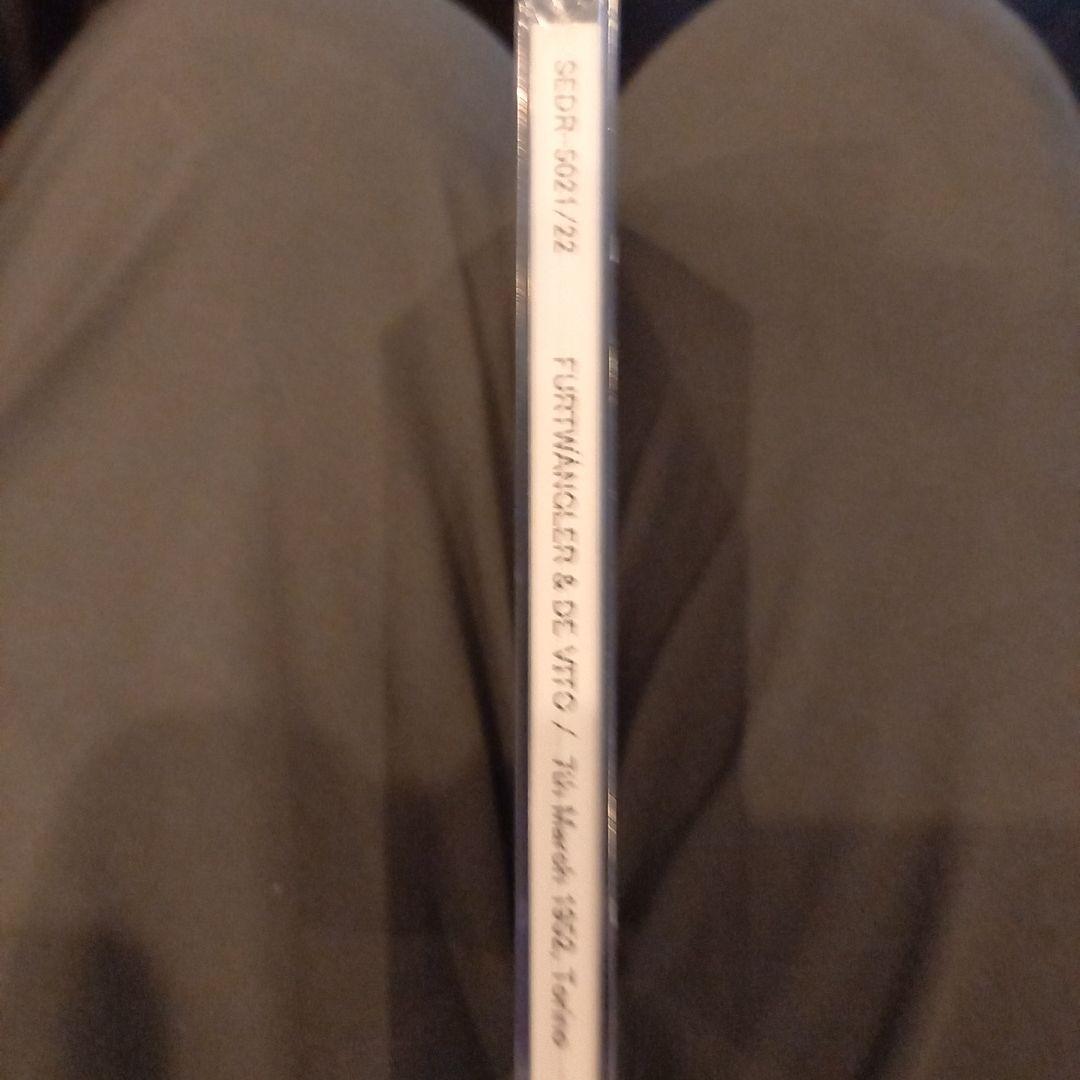 SEDR-5021/22 FURTWÄNGLER & DE VITO / 7th March 1952, Torino